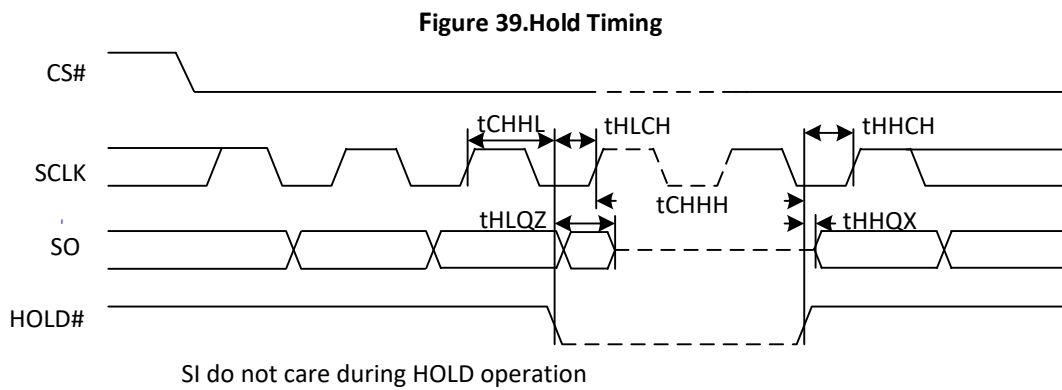 Figure 39.Hold Timing
CS#
tCHHL
tHLCH
tHHCH
SCLK
tCHHH
tHLQZ
tHHQX
SO
HOLD#
SI do not care during HOLD operation